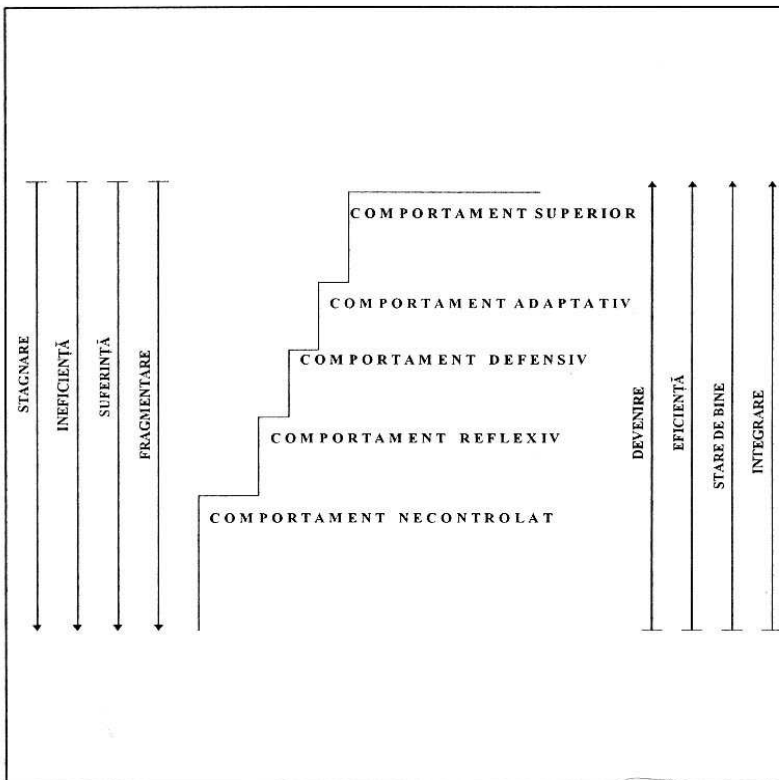 COMPORTAMENT SUPERIOR
COMPORTAMENT ADAPTATIV
COMPORTAMENT DEFENSIV
COMPORTAMENT REFLEXIV
COMPORTAMENT NECONTROLAT
STAGNARE
INEFICIENȚĂ
SUFERINȚĂ
FRAGMENTARE
DEVENIRE
EFICIENȚĂ
STARE DE BINE
INTEGRARE